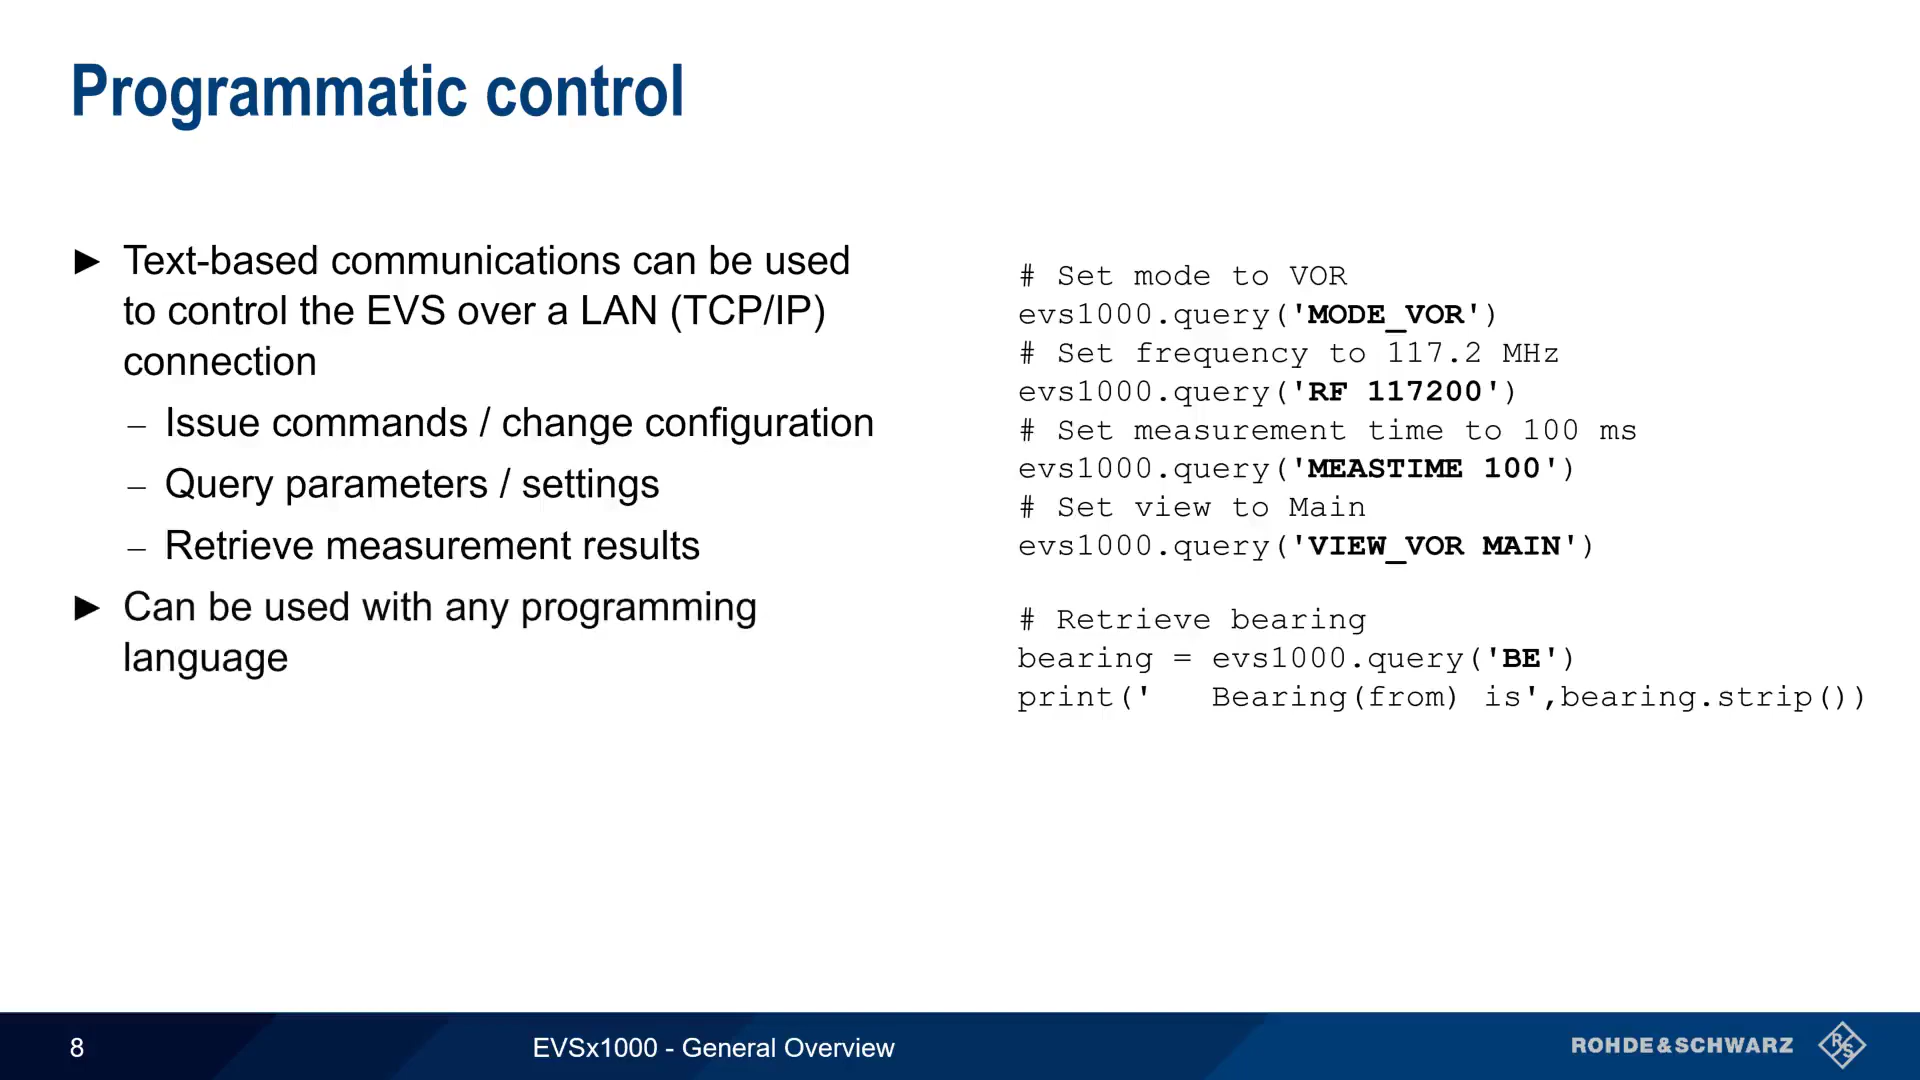 Programmatic control
► Text-based communications can be used
to control the EVS over a LAN (TCP/IP)
connection
– Issue commands / change configuration
– Query parameters / settings
– Retrieve measurement results
► Can be used with any programming
language
# Set mode to VOR
evs1000.query('MODE_VOR')
# Set frequency to 117.2 MHz
evs1000.query('RF 117200')
# Set measurement time to 100 ms
evs1000.query('MEASTIME 100')
# Set view to Main
evs1000.query('VIEW_VOR MAIN')
# Retrieve bearing
bearing = evs1000.query('BE')
print('   Bearing(from) is',bearing.strip())
8
EVSx1000 - General Overview
ROHDE&SCHWARZ
RS